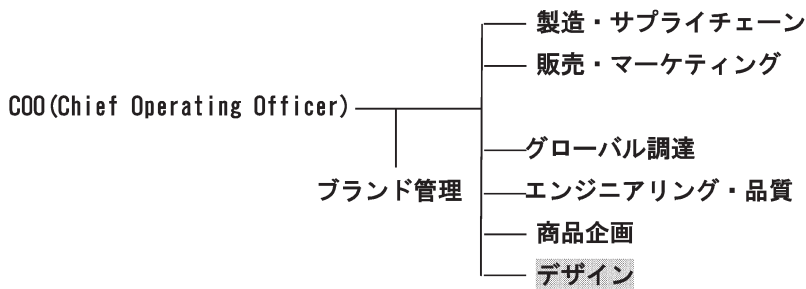 製造・サプライチェーン
販売・マーケティング
COO(Chief Operating Officer)
グローバル調達
ブランド管理
エンジニアリング・品質
商品企画
デザイン